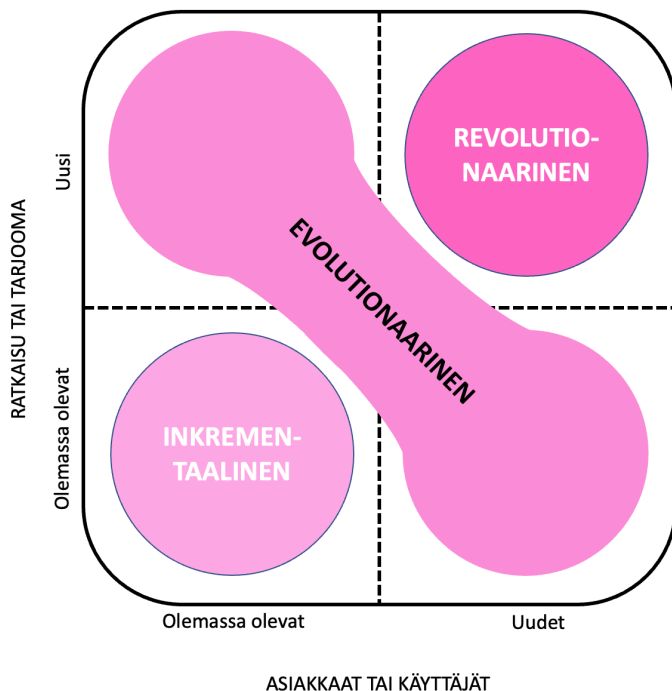 REVOLUTIO-
NAARINEN
Uusi
EVOLUTIONAARINEN
RATKAISU TAI TARJOOMA
Olemassa olevat
INKREMEN-
TAALINEN
Olemassa olevat
Uudet
ASIAKKAAT TAI KÄYTTÄJÄT